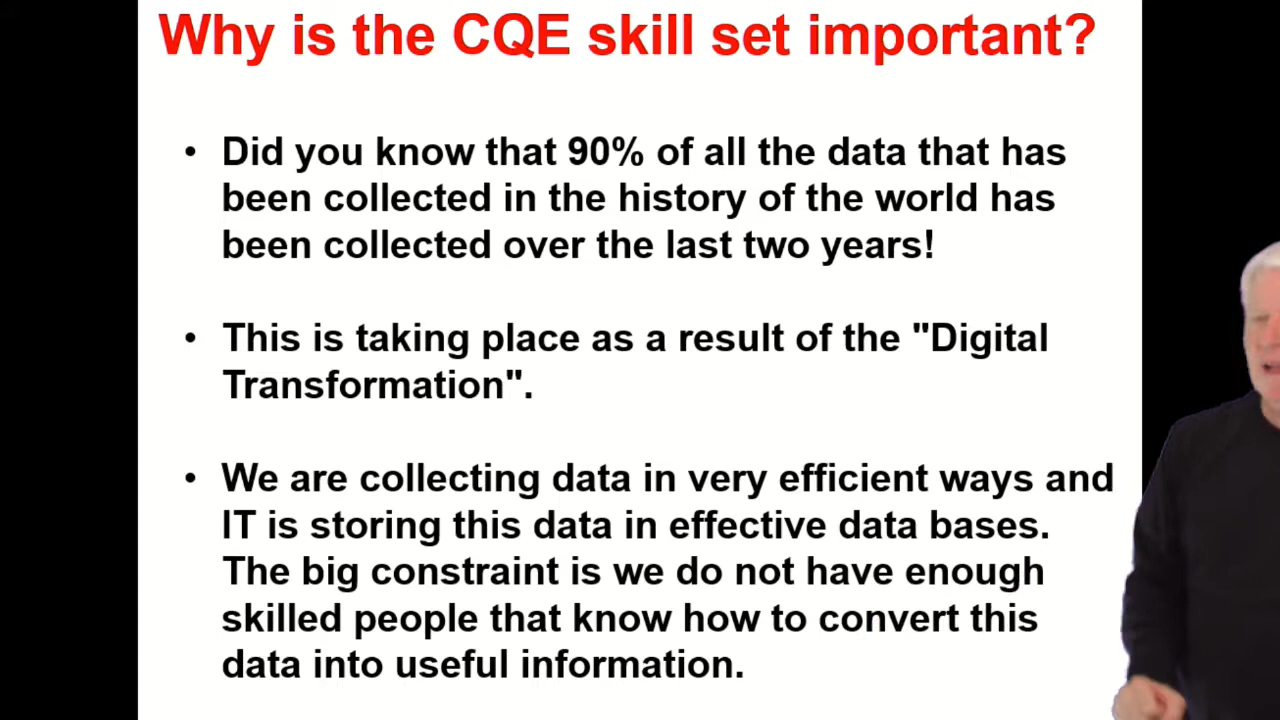 Why is the CQE skill set important?
• Did you know that 90% of all the data that has
been collected in the history of the world has
been collected over the last two years!
• This is taking place as a result of the "Digital
Transformation".
• We are collecting data in very efficient ways and
IT is storing this data in effective data bases.
The big constraint is we do not have enough
skilled people that know how to convert this
data into useful information.